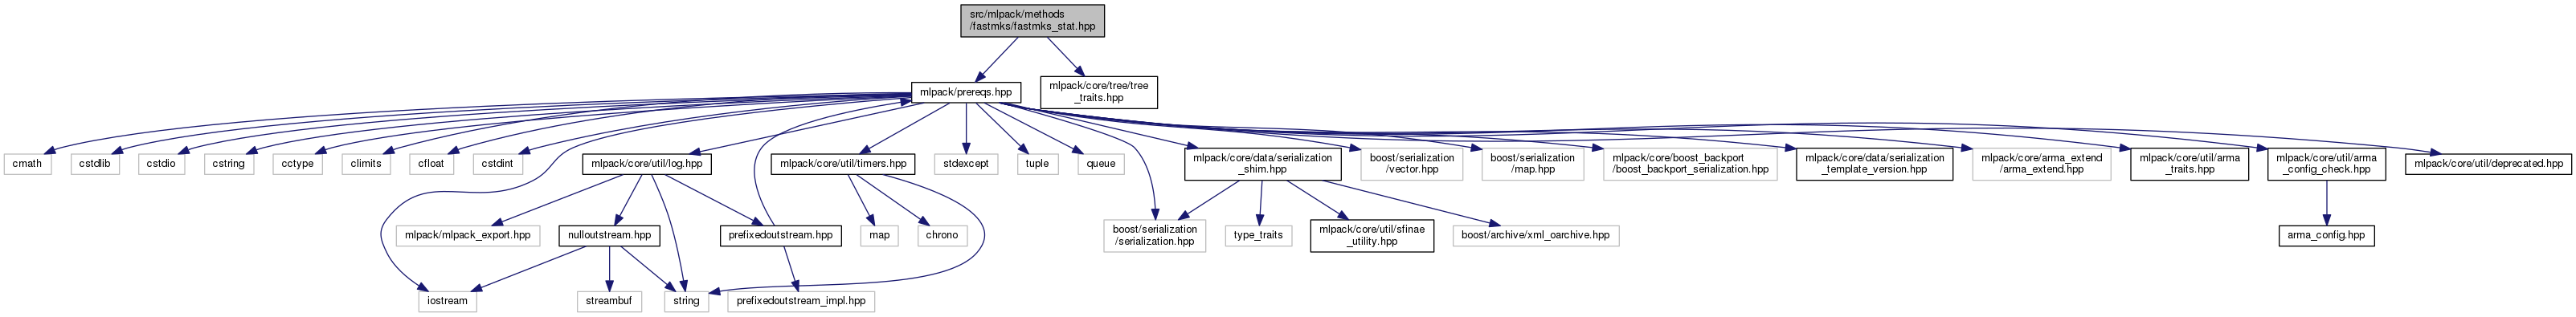 src/mlpack/methods
/fastmks/fastmks_stat.hpp
mlpack/prereqs.hpp
mlpack/core/tree/tree
_traits.hpp
cmath
cstdlib
cstdio
cstring
cctype
climits
cfloat
cstdint
mlpack/core/util/log.hpp
mlpack/core/util/timers.hpp
stdexcept
tuple
queue
mlpack/core/data/serialization
_shim.hpp
boost/serialization
/vector.hpp
boost/serialization
/map.hpp
mlpack/core/boost_backport
/boost_backport_serialization.hpp
mlpack/core/data/serialization
_template_version.hpp
mlpack/core/arma_extend
/arma_extend.hpp
mlpack/core/util/arma
_traits.hpp
mlpack/core/util/arma
_config_check.hpp
mlpack/core/util/deprecated.hpp
mlpack/mlpack_export.hpp
nulloutstream.hpp
prefixedoutstream.hpp
map
chrono
boost/serialization
/serialization.hpp
type_traits
mlpack/core/util/sfinae
_utility.hpp
boost/archive/xml_oarchive.hpp
arma_config.hpp
iostream
streambuf
string
prefixedoutstream_impl.hpp